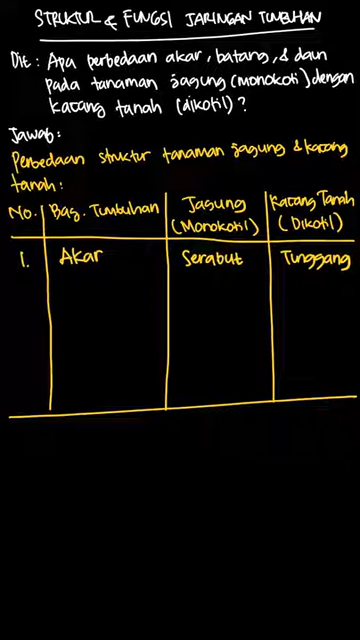 STRUKTUR & FUNGSI JARINGAN TUMBUHAN
Dit : Apa perbedaan akar, batang, & daun
pada tanaman jagung (monokotil) dengan
kacang tanah (dikotil) ?
Jawab:
Perbedaan struktur tanaman jagung & kacang
tanah :
No. Bag. Tumbuhan Jagung (Monokotil) Kacang Tanah (Dikotil)
1. Akar Serabut Tunggang